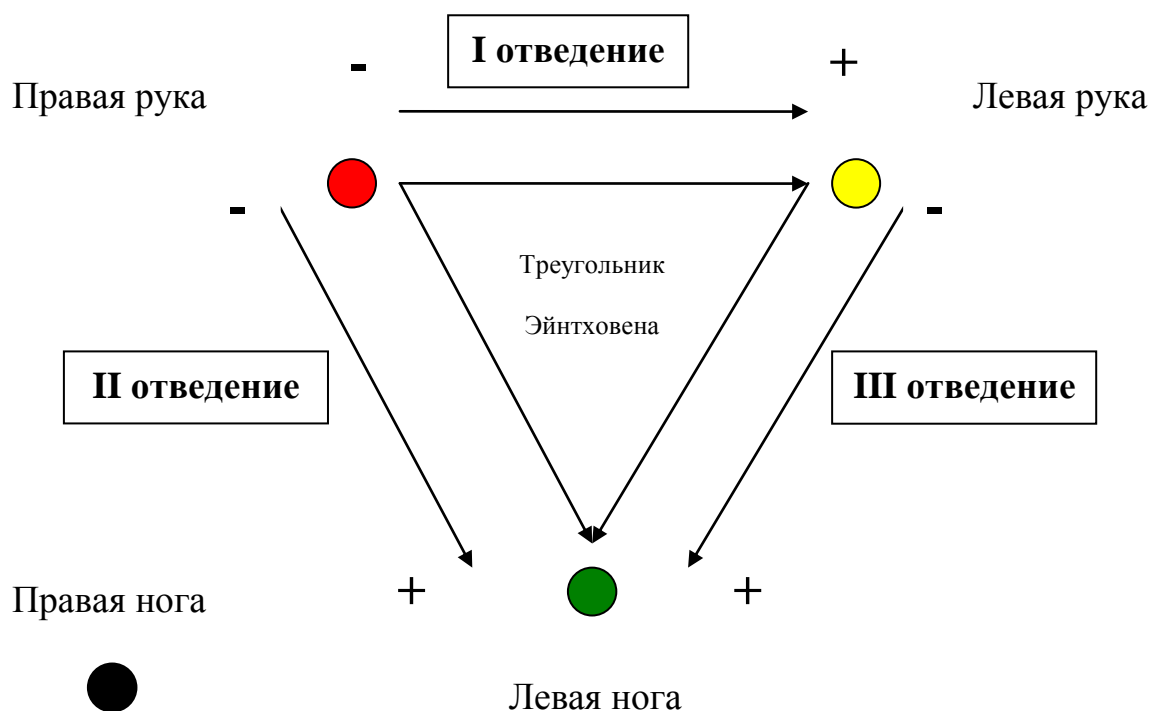 I отведение
- +
Правая рука
Левая рука
- -
Треугольник
Эйнтховена
II отведение
III отведение
+ +
Правая нога
Левая нога